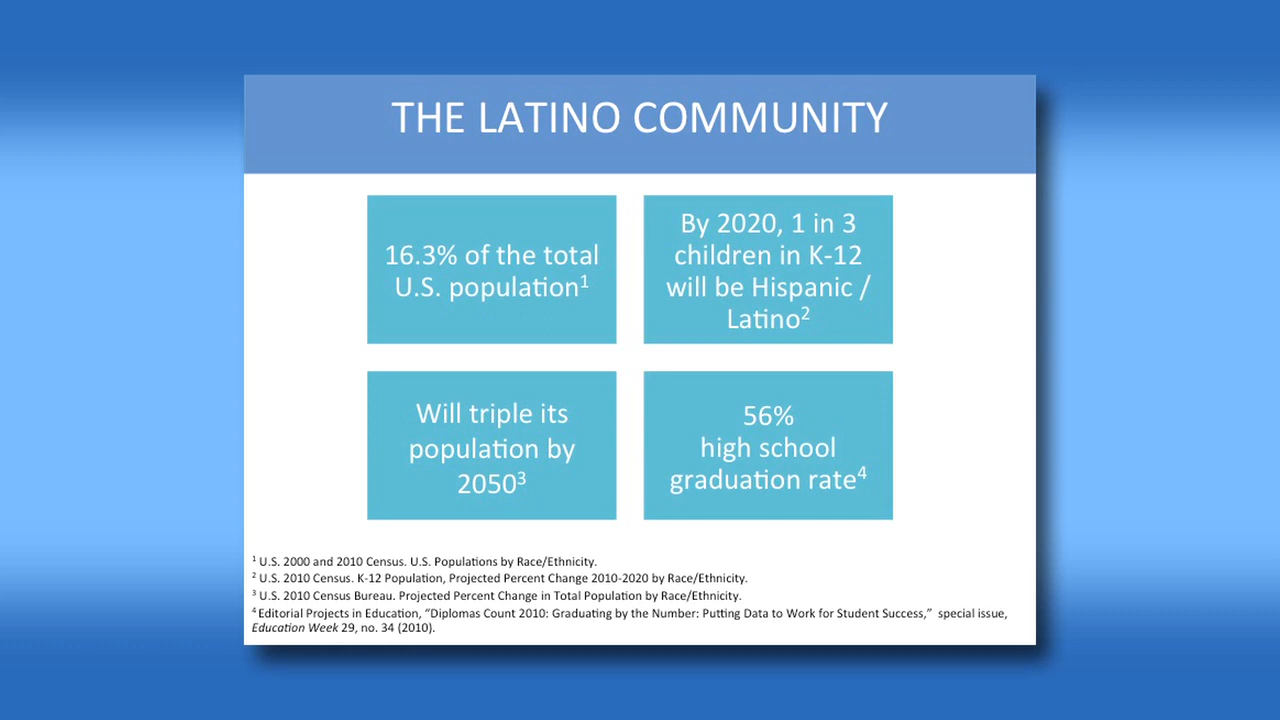 THE LATINO COMMUNITY
16.3% of the total
U.S. population¹
By 2020, 1 in 3
children in K-12
will be Hispanic /
Latino²
Will triple its
population by
2050³
56%
high school
graduation rate⁴
¹ U.S. 2000 and 2010 Census. U.S. Populations by Race/Ethnicity.
² U.S. 2010 Census. K-12 Population, Projected Percent Change 2010-2020 by Race/Ethnicity.
³ U.S. 2010 Census Bureau. Projected Percent Change in Total Population by Race/Ethnicity.
⁴ Editorial Projects in Education, “Diplomas Count 2010: Graduating by the Number: Putting Data to Work for Student Success,” special issue,
Education Week 29, no. 34 (2010).